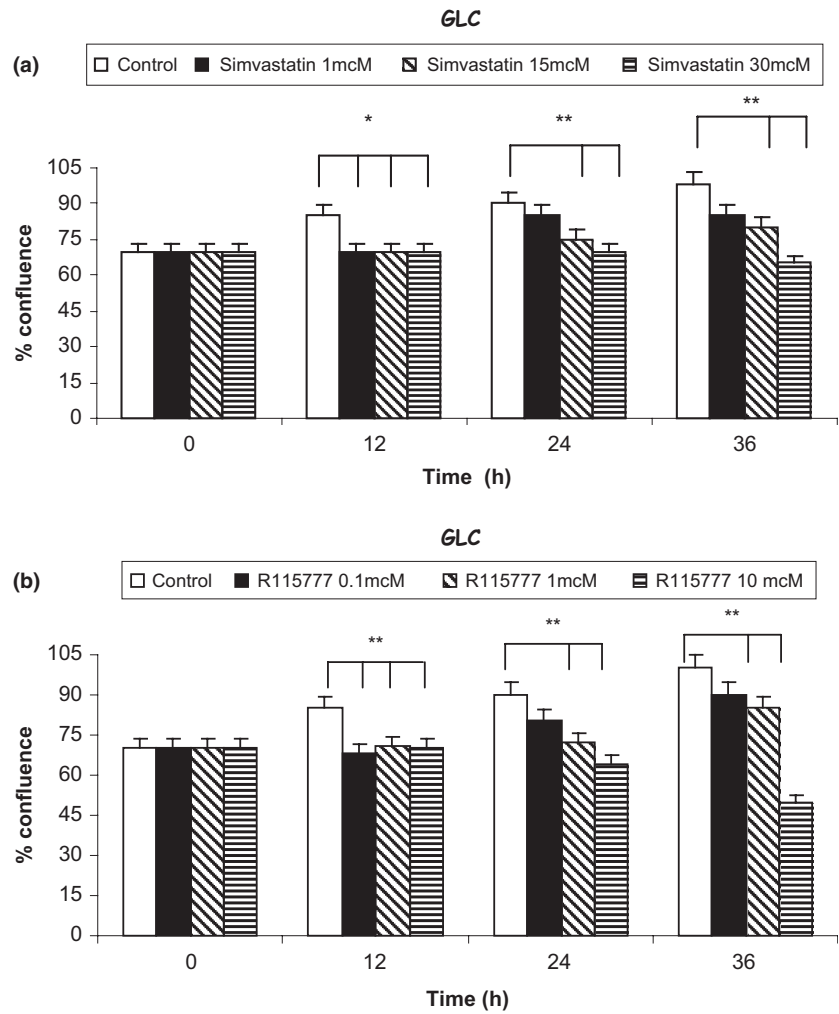 GLC
(a)
Control Simvastatin 1mcM Simvastatin 15mcM Simvastatin 30mcM
* ** **
105
90
75
60
45
30
15
0
% confluence
0 12 24 36
Time (h)
GLC
(b)
Control R115777 0.1mcM R115777 1mcM R115777 10 mcM
** ** **
105
90
75
60
45
30
15
0
% confluence
0 12 24 36
Time (h)